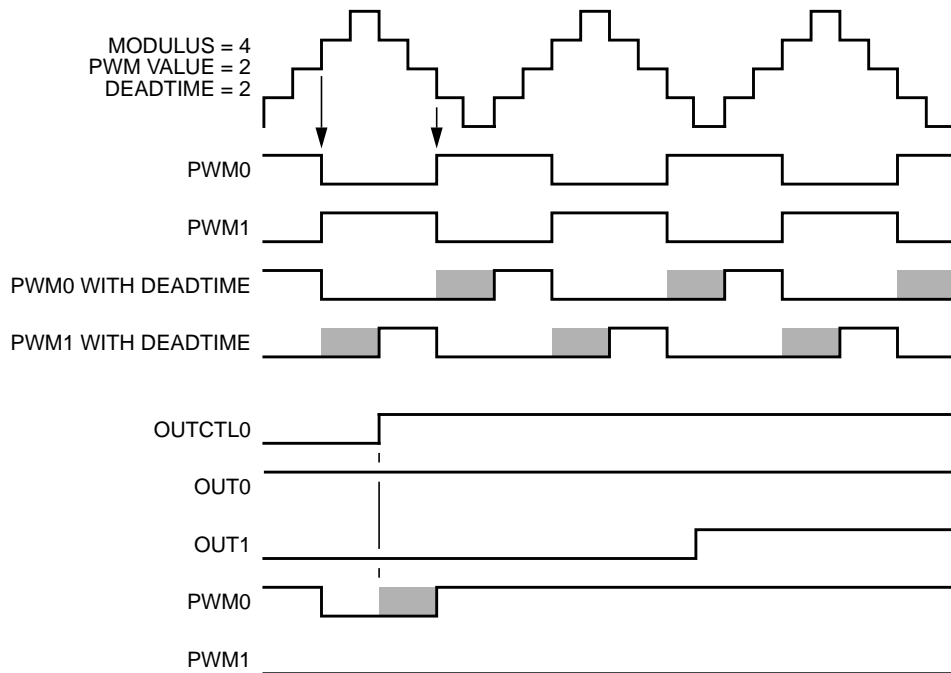 MODULUS = 4
PWM VALUE = 2
DEADTIME = 2
PWM0
PWM1
PWM0 WITH DEADTIME
PWM1 WITH DEADTIME
OUTCTL0
OUT0
OUT1
PWM0
PWM1